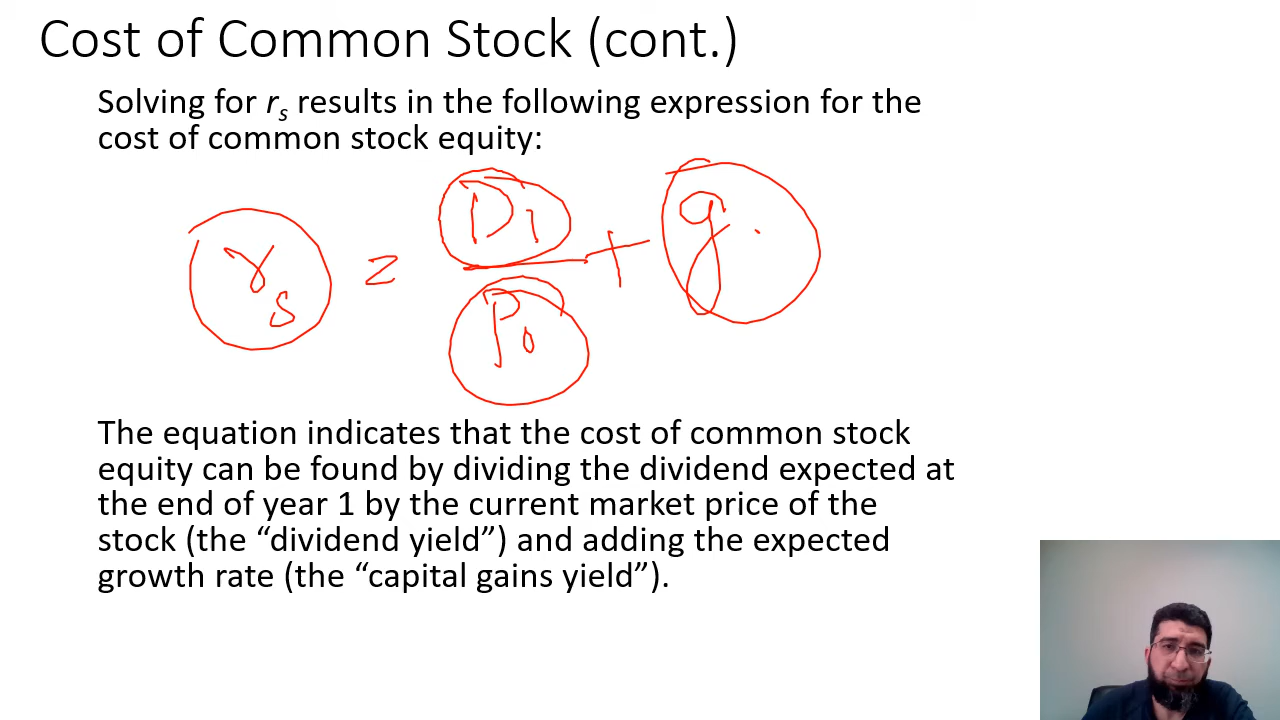 Cost of Common Stock (cont.)
Solving for rₛ results in the following expression for the
cost of common stock equity:
rₛ = D₁ / P₀ + g.
The equation indicates that the cost of common stock
equity can be found by dividing the dividend expected at
the end of year 1 by the current market price of the
stock (the “dividend yield”) and adding the expected
growth rate (the “capital gains yield”).